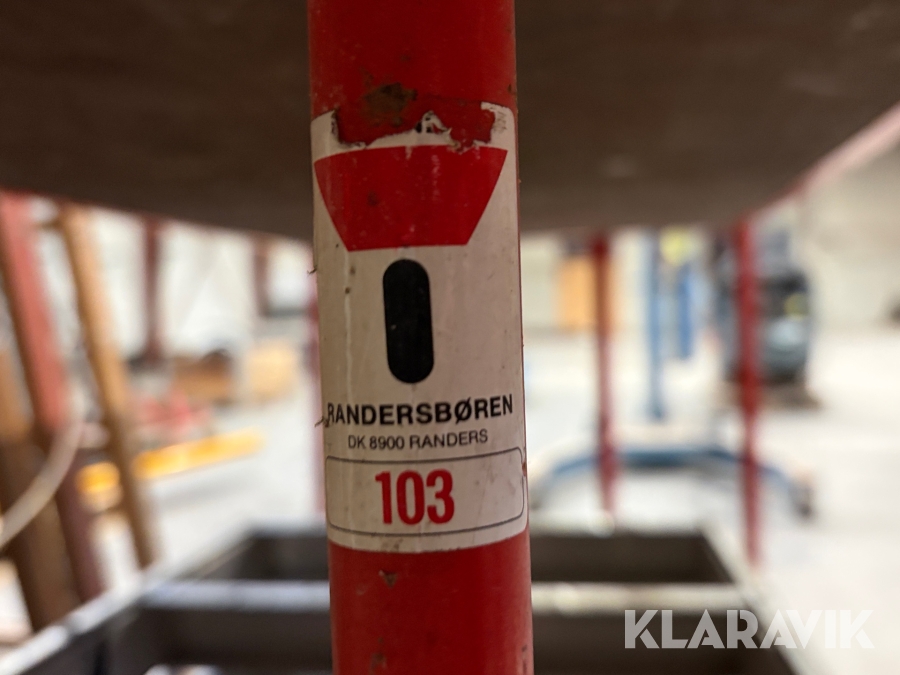 RANDERSBØREN
DK 8900 RANDERS
103
KLARAVIK